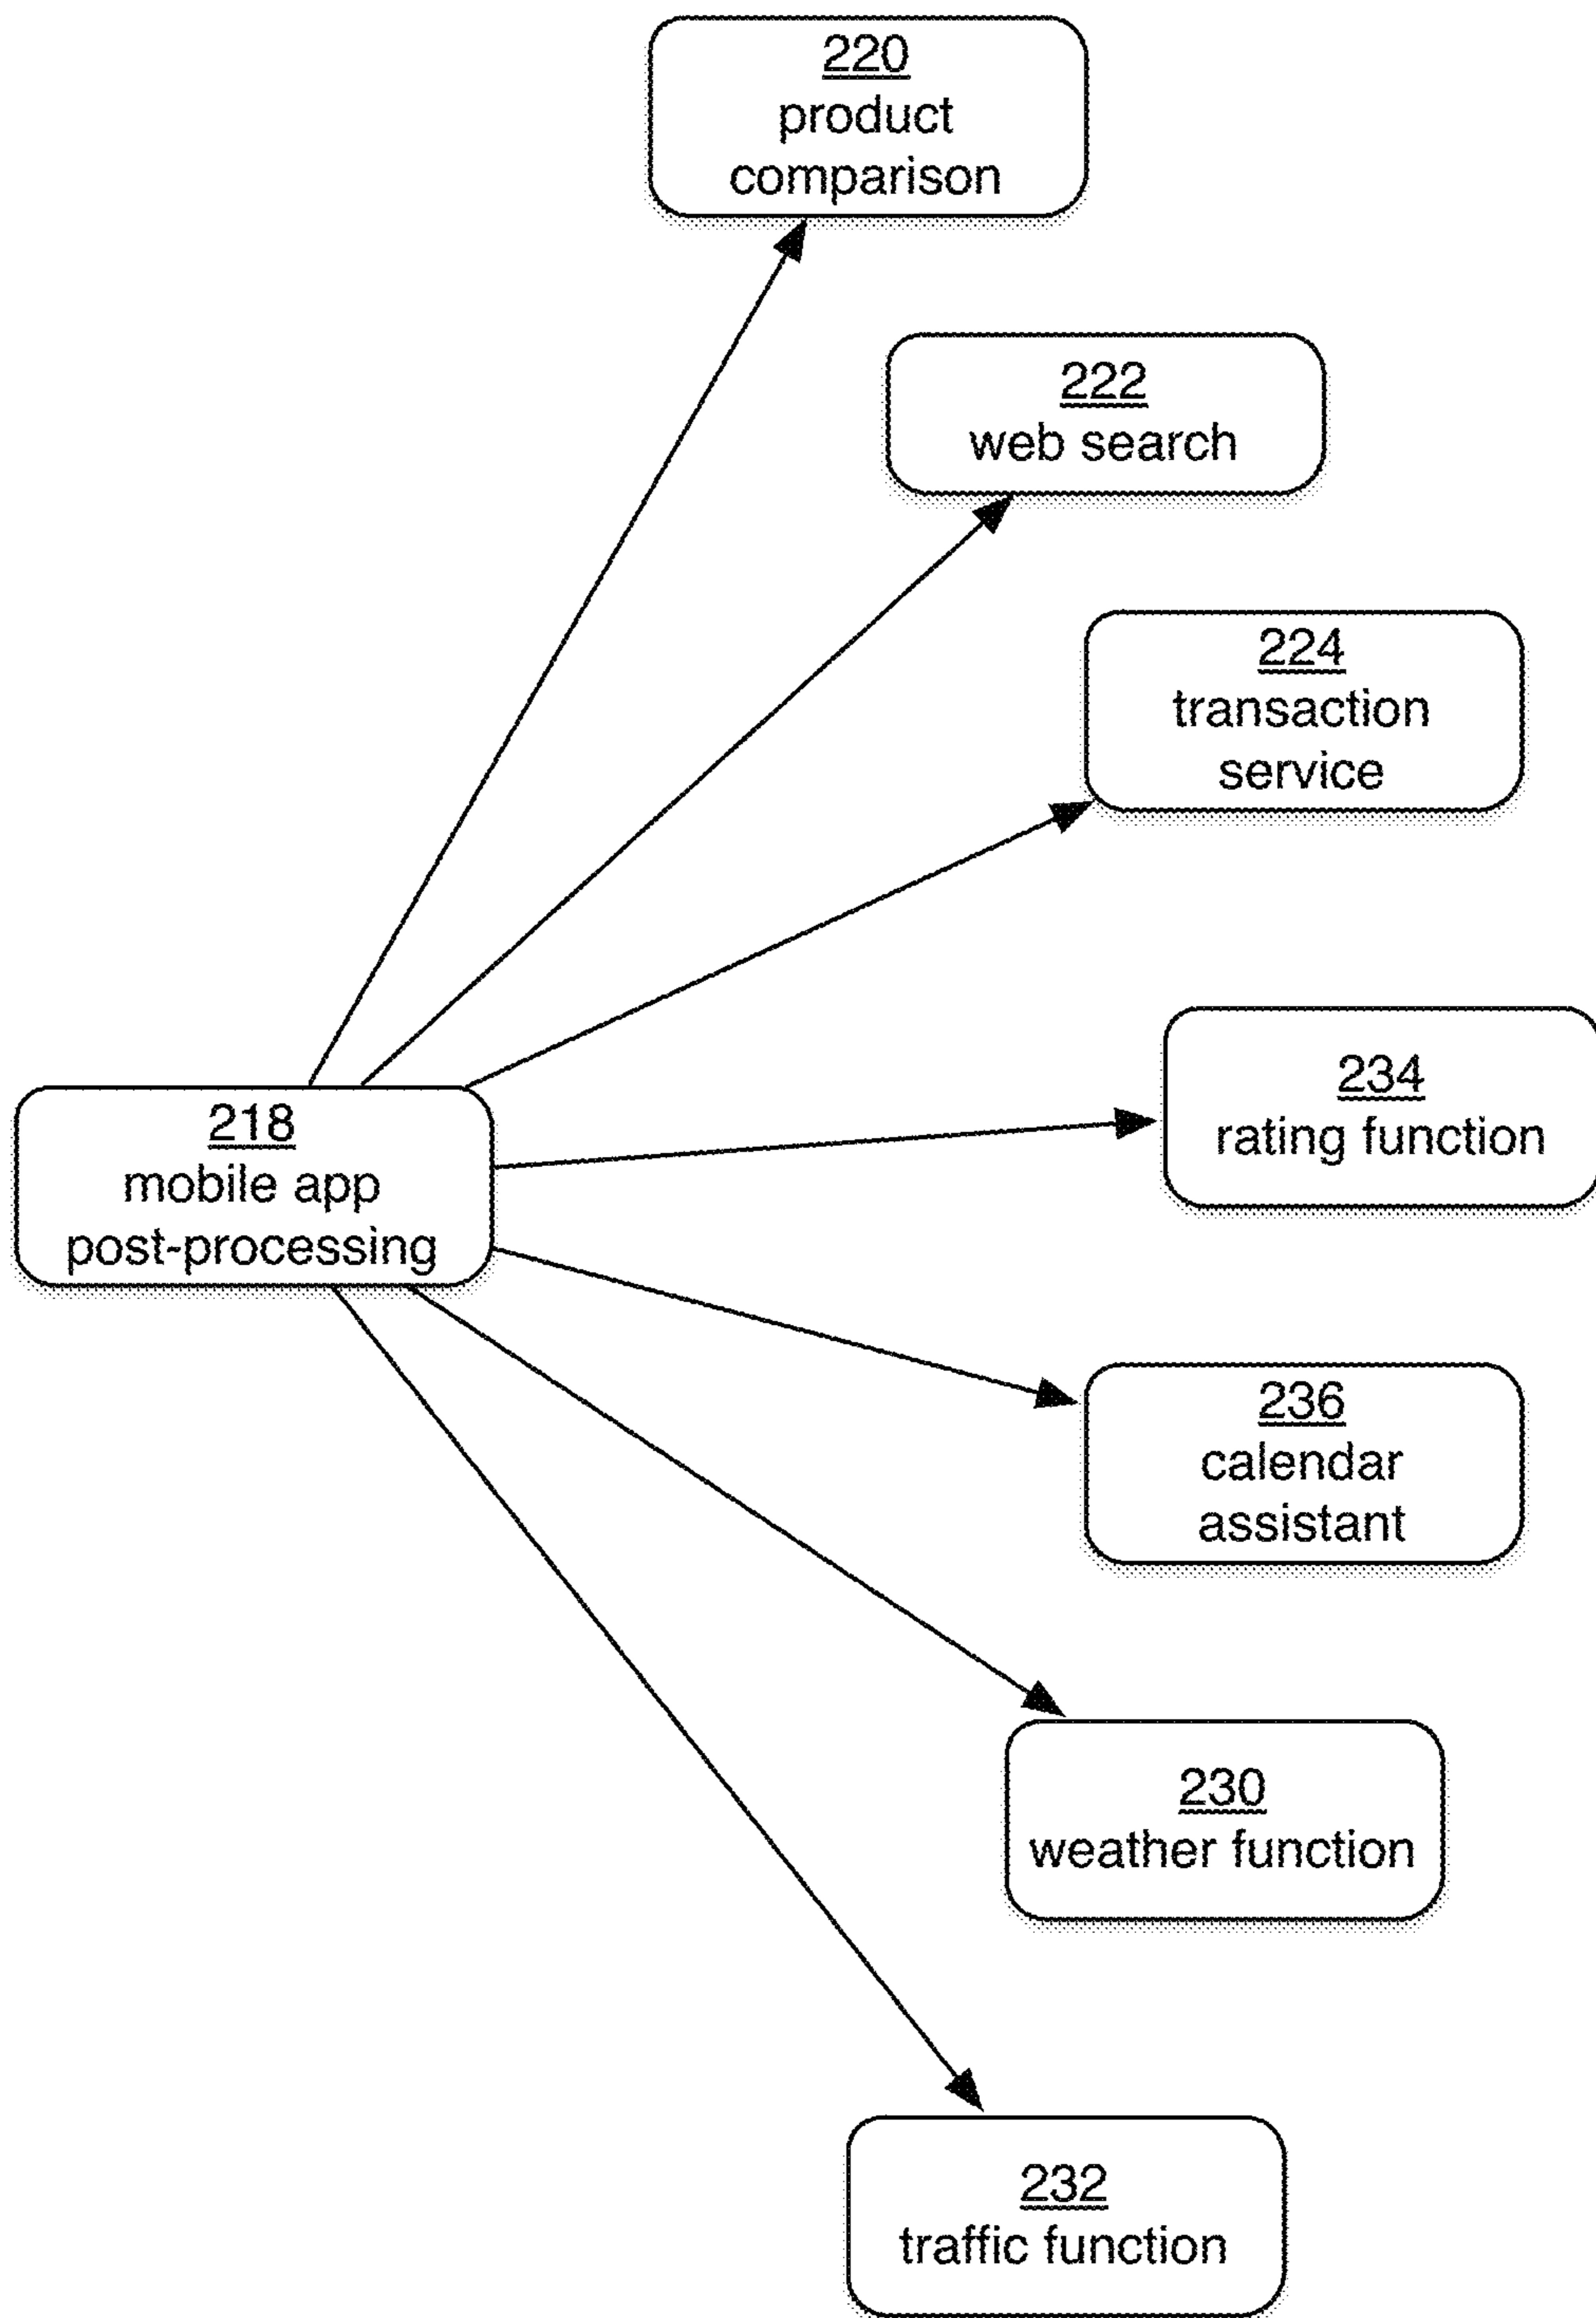 220
product
comparison
222
web search
224
transaction
service
234
rating function
218
mobile app
post-processing
236
calendar
assistant
230
weather function
232
traffic function